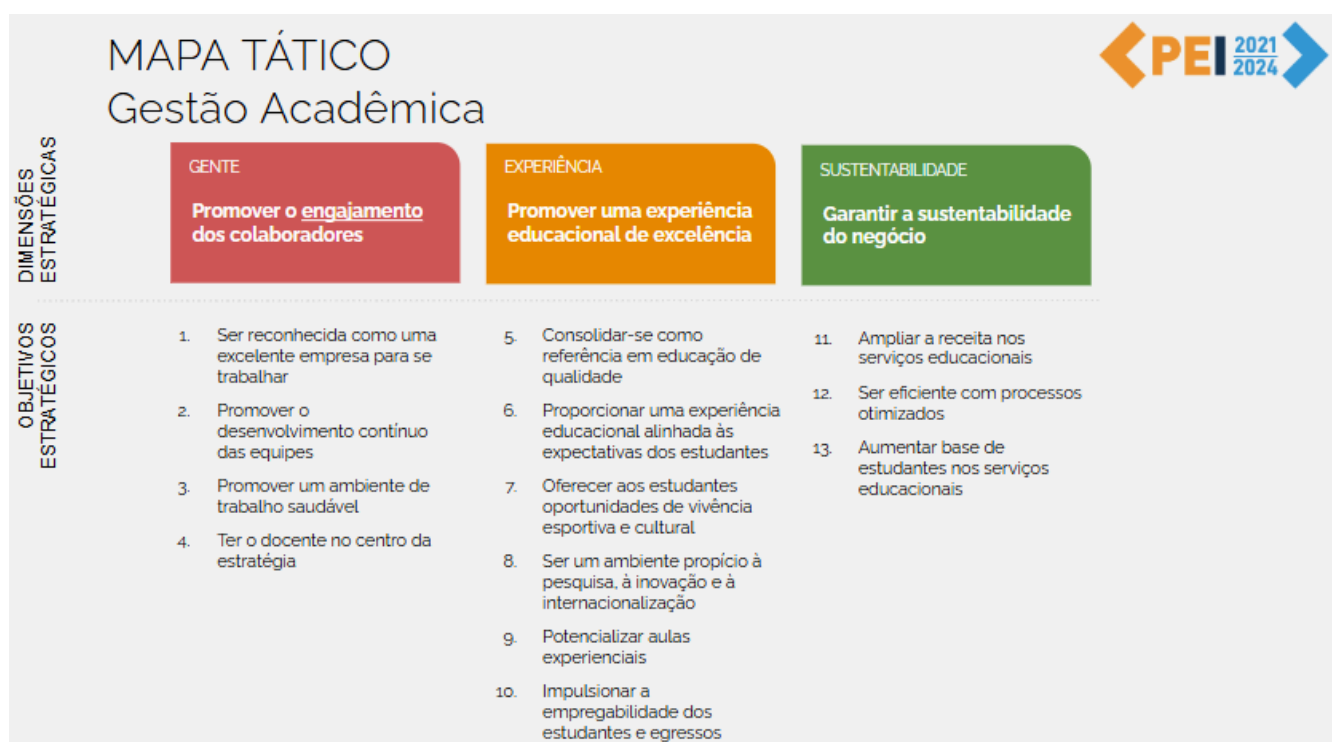 MAPA TÁTICO
Gestão Acadêmica
PEI 2021
2024
DIMENSÕES
ESTRATÉGICAS
GENTE
Promover o engajamento
dos colaboradores
EXPERIÊNCIA
Promover uma experiência
educacional de excelência
SUSTENTABILIDADE
Garantir a sustentabilidade
do negócio
OBJETIVOS
ESTRATÉGICOS
1. Ser reconhecida como uma
excelente empresa para se
trabalhar
2. Promover o
desenvolvimento contínuo
das equipes
3. Promover um ambiente de
trabalho saudável
4. Ter o docente no centro da
estratégia
5. Consolidar-se como
referência em educação de
qualidade
6. Proporcionar uma experiência
educacional alinhada às
expectativas dos estudantes
7. Oferecer aos estudantes
oportunidades de vivência
esportiva e cultural
8. Ser um ambiente propício à
pesquisa, à inovação e à
internacionalização
9. Potencializar aulas
experienciais
10. Impulsionar a
empregabilidade dos
estudantes e egressos
11. Ampliar a receita nos
serviços educacionais
12. Ser eficiente com processos
otimizados
13. Aumentar base de
estudantes nos serviços
educacionais